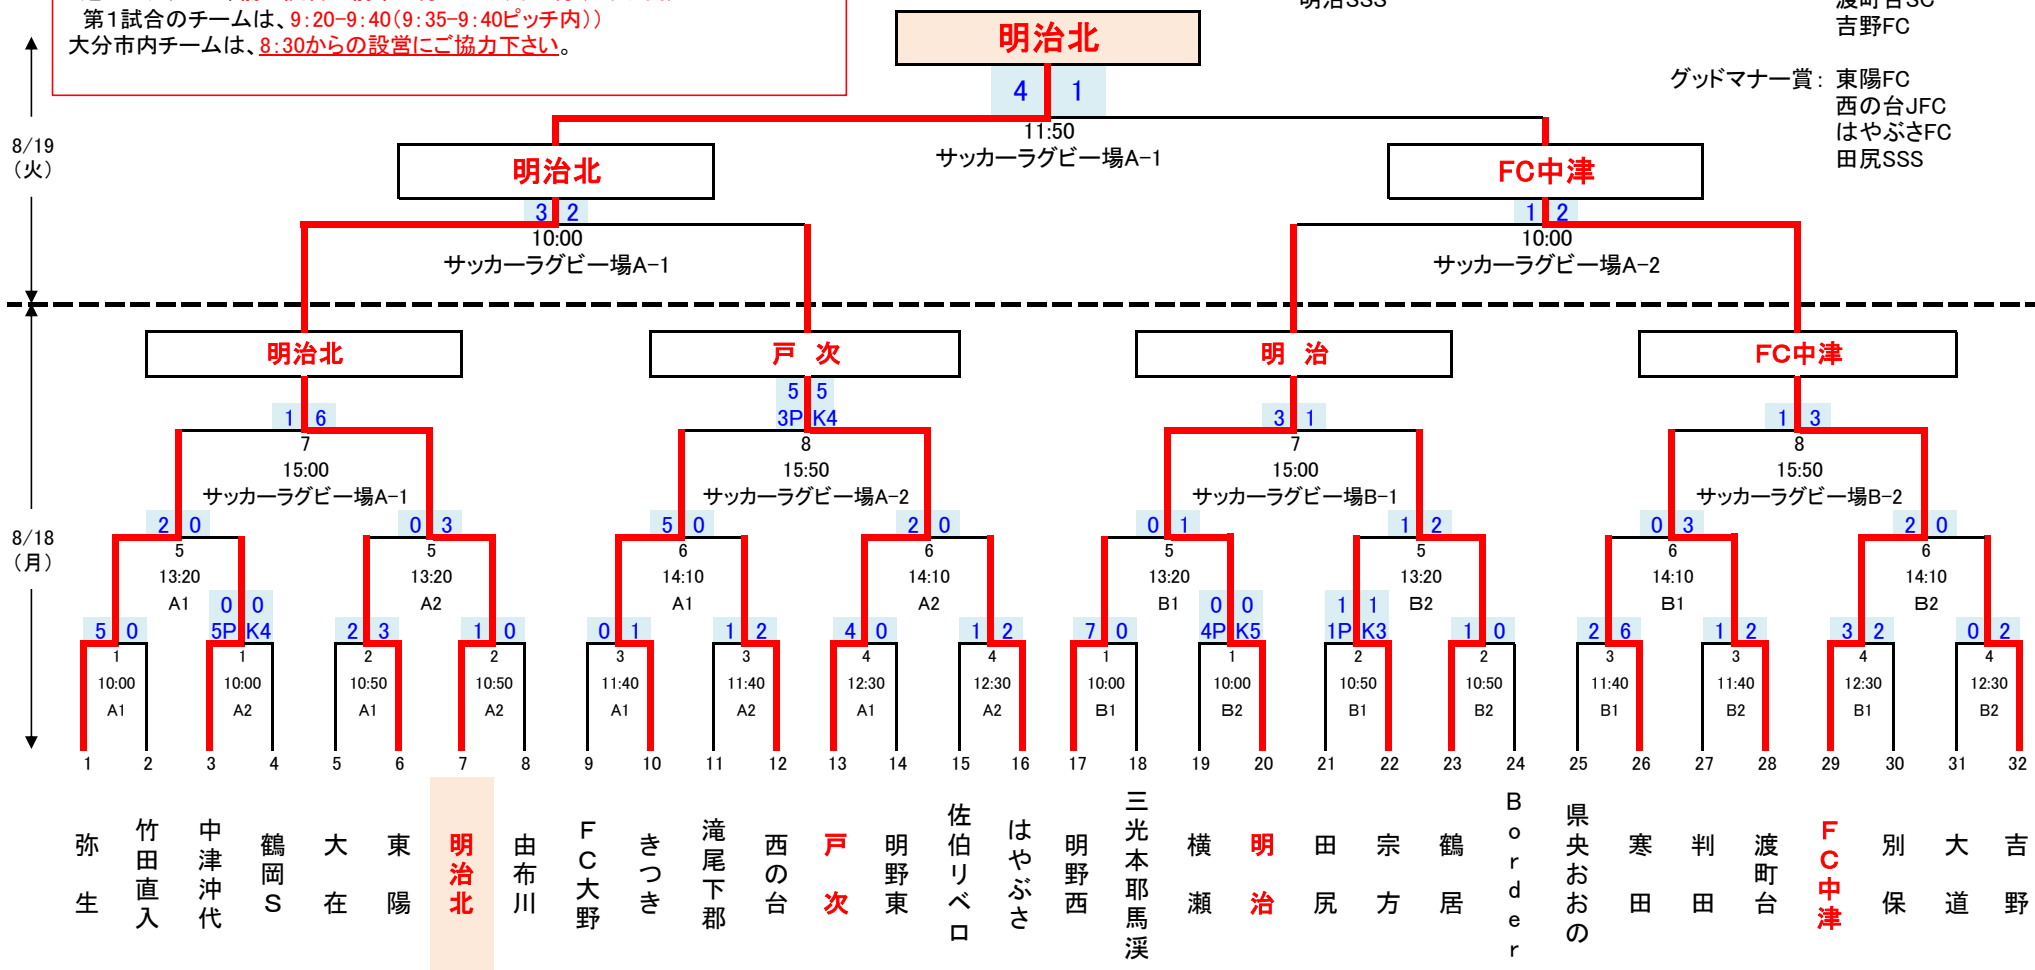 第1試合のチームは、9:20-9:40(9:35-9:40ピッチ内))
大分市内チームは、8:30からの設営にご協力下さい。
明治SSS
渡町台SC
吉野FC
グッドマナー賞： 東陽FC
西の台JFC
はやぶさFC
田尻SSS
明治北
4 1
11:50
サッカーラグビー場A-1
8/19
(火)
明治北
FC中津
3 2
10:00
サッカーラグビー場A-1
1 2
10:00
サッカーラグビー場A-2
明治北
戸 次
明 治
FC中津
5 5
1 6
3P K4
3 1
1 3
7
8
7
8
15:00
15:50
15:00
15:50
サッカーラグビー場A-1
サッカーラグビー場A-2
サッカーラグビー場B-1
サッカーラグビー場B-2
8/18
(月)
2 0
0 3
5 0
2 0
0 1
1 2
0 3
2 0
5
5
6
6
5
5
6
6
13:20
13:20
14:10
14:10
13:20
13:20
14:10
14:10
A1
A2
A1
A2
B1
B2
B1
B2
0 0
0 0
1 1
5 0
5P K4
2 3
1 0
0 1
1 2
4 0
1 2
7 0
4P K5
1P K3
1 0
2 6
1 2
3 2
0 2
1 1 2 2 3 3 4 4 1 1 2 2 3 3 4 4
10:00 10:00 10:50 10:50 11:40 11:40 12:30 12:30 10:00 10:00 10:50 10:50 11:40 11:40 12:30 12:30
A1 A2 A1 A2 A1 A2 A1 A2 B1 B2 B1 B2 B1 B2 B1 B2
1 2 3 4 5 6 7 8 9 10 11 12 13 14 15 16 17 18 19 20 21 22 23 24 25 26 27 28 29 30 31 32
弥生
竹田直入
中津沖代
鶴岡S
大在
東陽
明治北
由布川
FC大野
きつき
滝尾下郡
西の台
戸次
明野東
佐伯リベロ
はやぶさ
明野西
三光本耶馬渓
横瀬
明治
田尻
宗方
鶴居
Border
県央おおの
寒田
判田
渡町台
FC中津
別保
大道
吉野